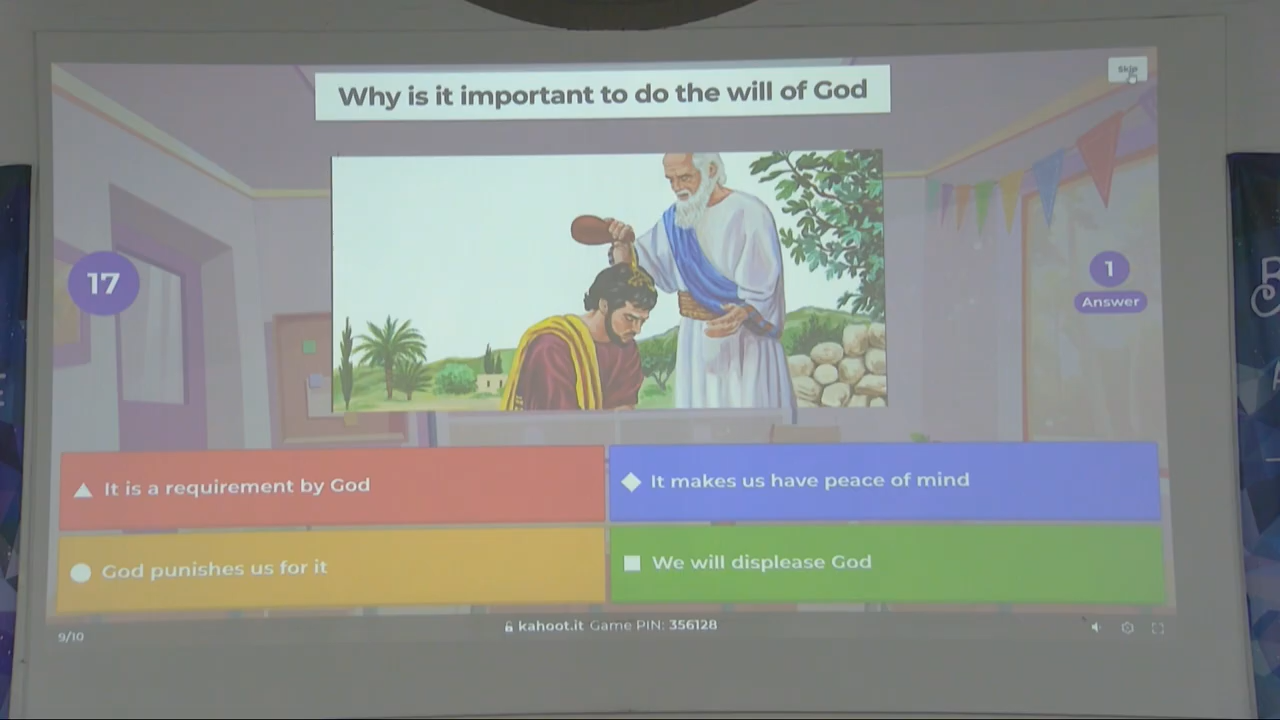 Why is it important to do the will of God
Skip
17
1
Answer
It is a requirement by God
It makes us have peace of mind
God punishes us for it
We will displease God
9/10
kahoot.it Game PIN: 356128